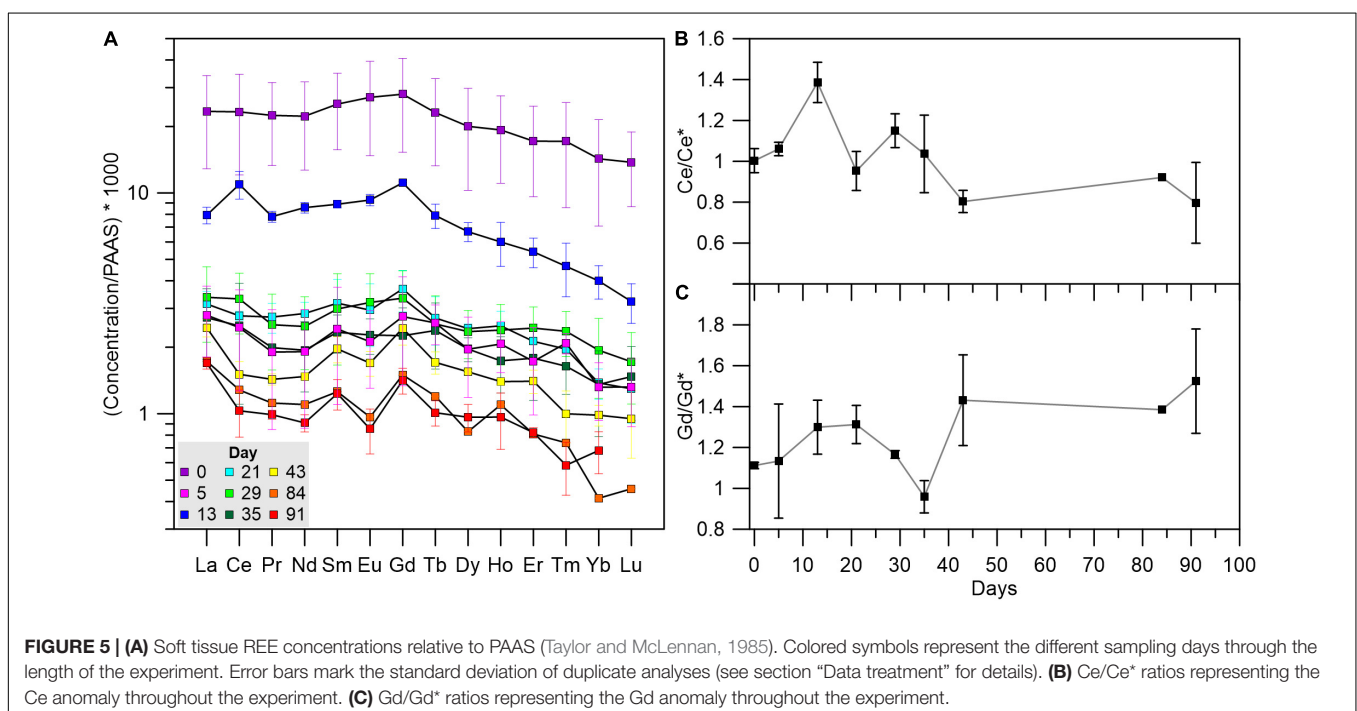 A
(Concentration/PAAS) * 1000
10
1
Day
0 21 43
5 29 84
13 35 91
La Ce Pr Nd Sm Eu Gd Tb Dy Ho Er Tm Yb Lu
B
Ce/Ce*
1.6
1.4
1.2
1
0.8
0.6
C
Gd/Gd*
1.8
1.6
1.4
1.2
1
0.8
0 10 20 30 40 50 60 70 80 90 100
Days
FIGURE 5 | (A) Soft tissue REE concentrations relative to PAAS (Taylor and McLennan, 1985). Colored symbols represent the different sampling days through the
length of the experiment. Error bars mark the standard deviation of duplicate analyses (see section “Data treatment” for details). (B) Ce/Ce* ratios representing the
Ce anomaly throughout the experiment. (C) Gd/Gd* ratios representing the Gd anomaly throughout the experiment.